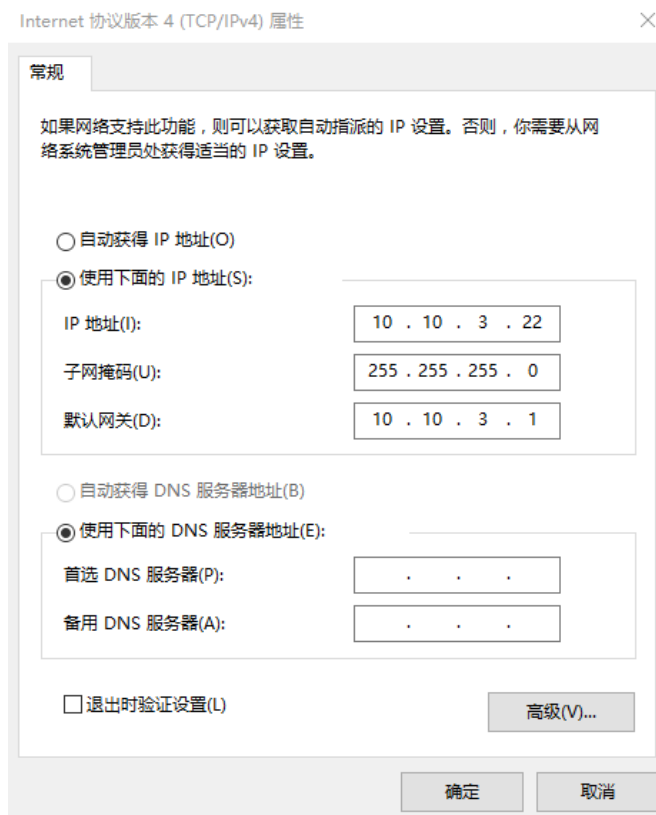 Internet 协议版本 4 (TCP/IPv4) 属性
常规
如果网络支持此功能，则可以获取自动指派的 IP 设置。否则，你需要从网
络系统管理员处获得适当的 IP 设置。
自动获得 IP 地址(O)
使用下面的 IP 地址(S):
IP 地址(I): 10 . 10 . 3 . 22
子网掩码(U): 255 . 255 . 255 . 0
默认网关(D): 10 . 10 . 3 . 1
自动获得 DNS 服务器地址(B)
使用下面的 DNS 服务器地址(E):
首选 DNS 服务器(P): . . .
备用 DNS 服务器(A): . . .
退出时验证设置(L)
高级(V)...
确定 取消